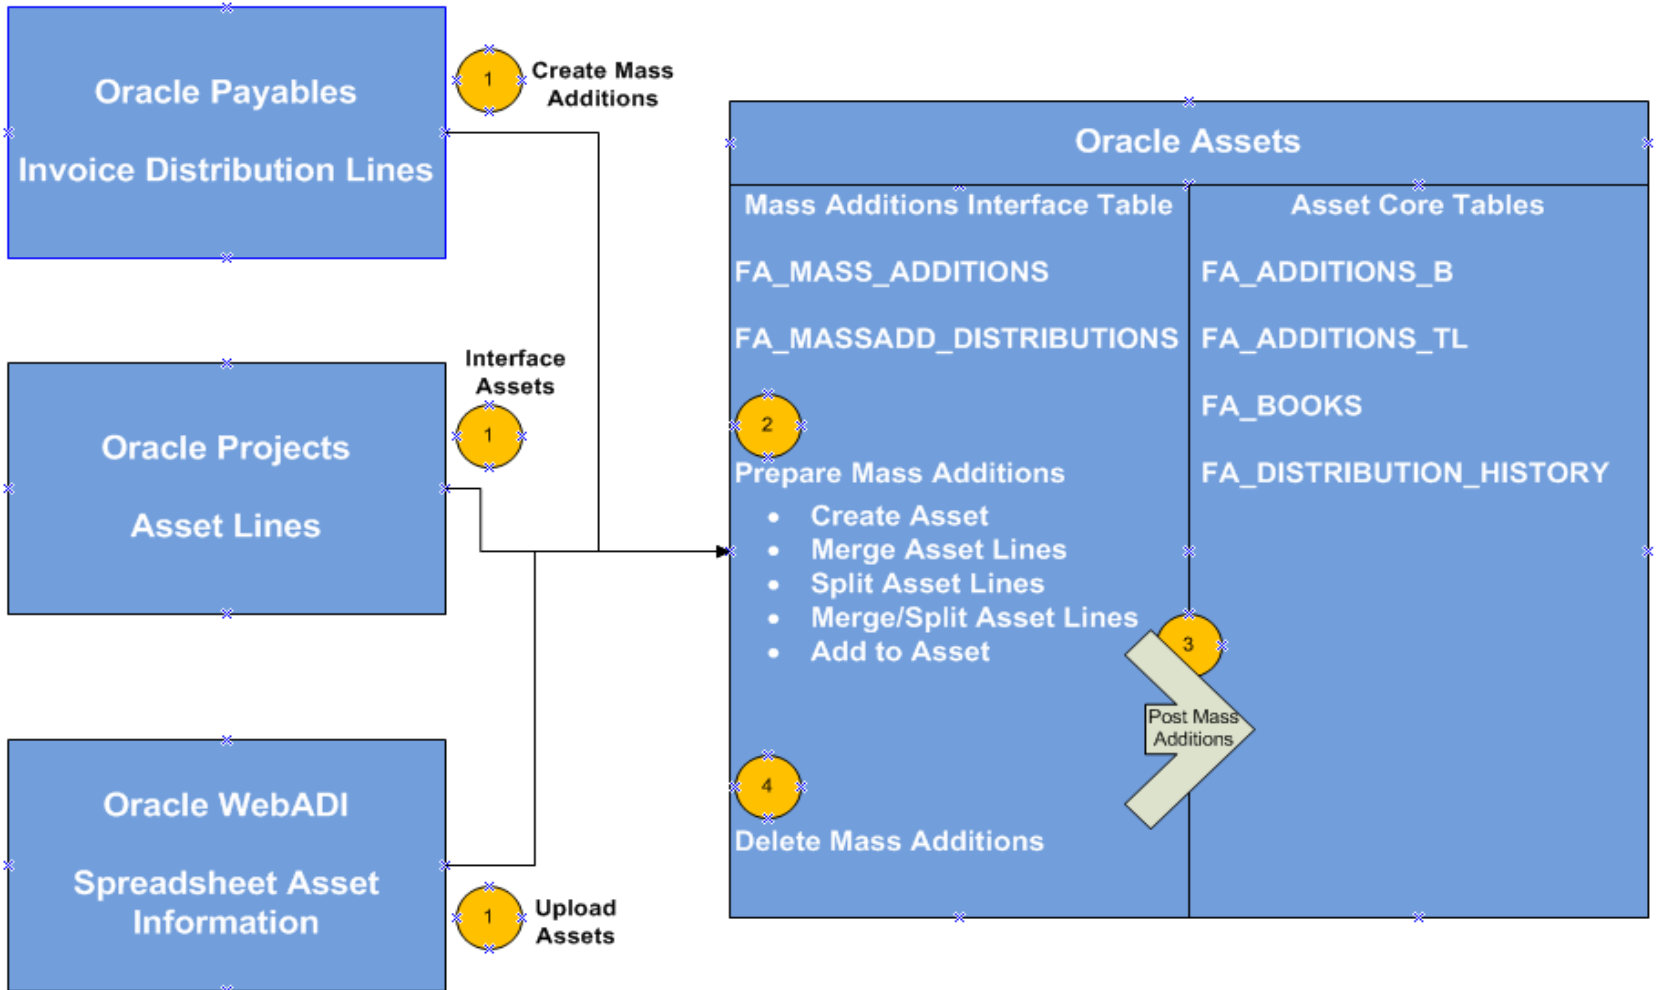 Oracle Payables
Invoice Distribution Lines
1
Create Mass
Additions
Oracle Projects
Asset Lines
Interface
Assets
1
Oracle WebADI
Spreadsheet Asset
Information
1
Upload
Assets
Oracle Assets
Mass Additions Interface Table
FA_MASS_ADDITIONS
FA_MASSADD_DISTRIBUTIONS
2
Prepare Mass Additions
• Create Asset
• Merge Asset Lines
• Split Asset Lines
• Merge/Split Asset Lines
• Add to Asset
4
Delete Mass Additions
3
Post Mass
Additions
Asset Core Tables
FA_ADDITIONS_B
FA_ADDITIONS_TL
FA_BOOKS
FA_DISTRIBUTION_HISTORY